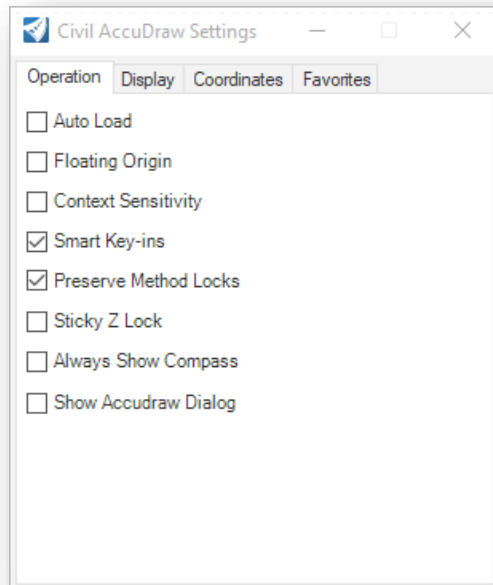 Civil AccuDraw Settings
Operation Display Coordinates Favorites
Auto Load
Floating Origin
Context Sensitivity
Smart Key-ins
Preserve Method Locks
Sticky Z Lock
Always Show Compass
Show Accudraw Dialog